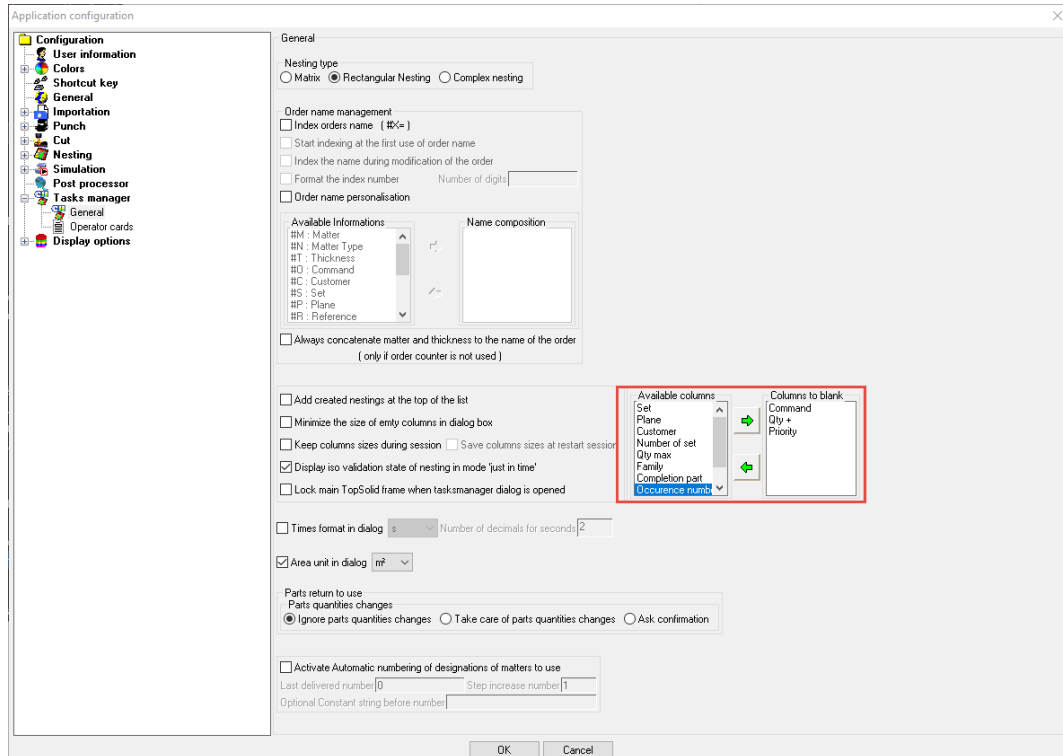 Application configuration
Configuration
User information
Colors
Shortcut key
General
Importation
Punch
Cut
Nesting
Simulation
Post processor
Tasks manager
General
Operator cards
Display options
General
Nesting type
Matrix Rectangular Nesting Complex nesting
Order name management
Index orders name ( #X= )
Start indexing at the first use of order name
Index the name during modification of the order
Format the index number Number of digits
Order name personalisation
Available Informations Name composition
#M : Matter
#N : Matter Type
#T : Thickness
#O : Command
#C : Customer
#S : Set
#P : Plane
#R : Reference
Always concatenate matter and thickness to the name of the order
( only if order counter is not used )
Add created nestings at the top of the list
Minimize the size of emty columns in dialog box
Keep columns sizes during session Save columns sizes at restart session
Display iso validation state of nesting in mode 'just in time'
Lock main TopSolid frame when tasksmanager dialog is opened
Available columns
Set
Plane
Customer
Number of set
Qty max
Family
Completion part
Occurence numbe
Columns to blank
Command
Qty +
Priority
Times format in dialog s Number of decimals for seconds 2
Area unit in dialog m²
Parts return to use
Parts quantities changes
Ignore parts quantities changes Take care of parts quantities changes Ask confirmation
Activate Automatic numbering of designations of matters to use
Last delivered number 0 Step increase number 1
Optional Constant string before number
OK Cancel